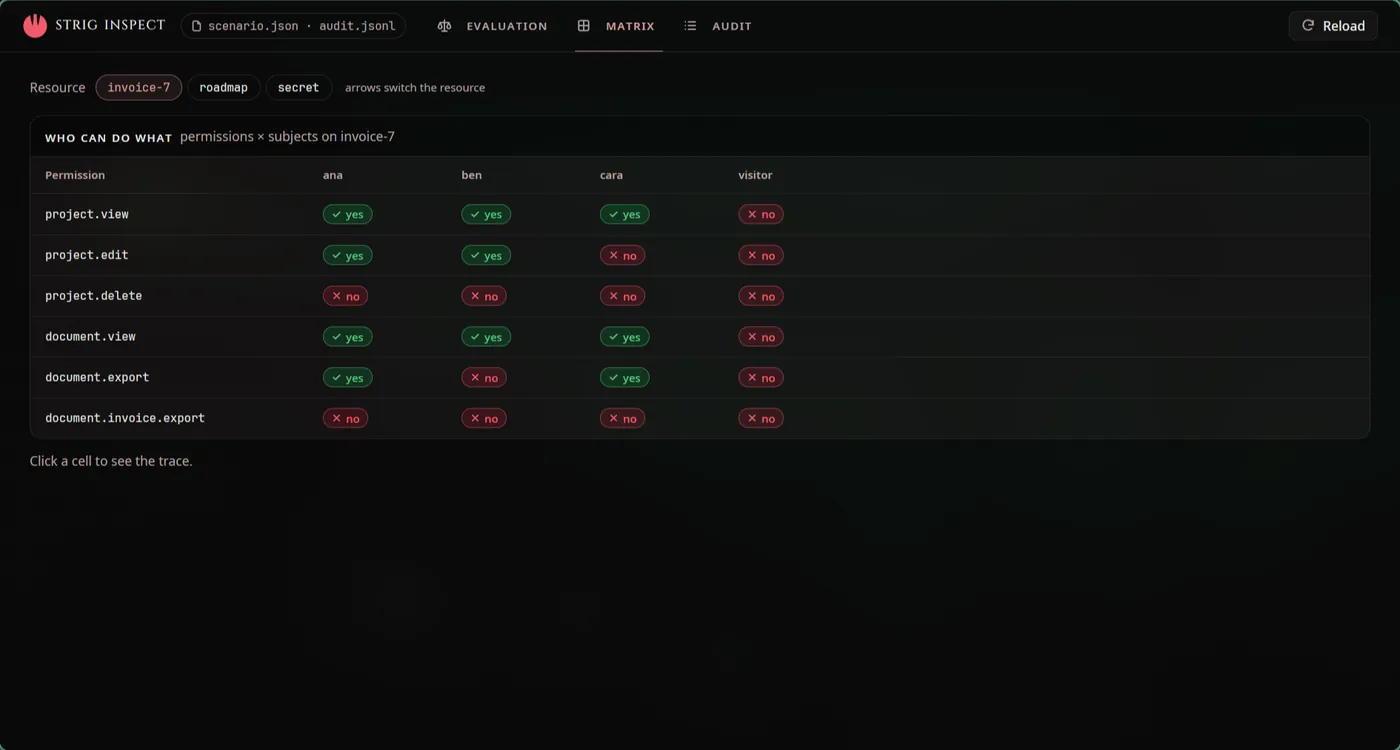 STRIG INSPECT scenario.json · audit.jsonl EVALUATION MATRIX AUDIT Reload
Resource invoice-7 roadmap secret arrows switch the resource
WHO CAN DO WHAT permissions × subjects on invoice-7
Permission ana ben cara visitor
project.view ✓ yes ✓ yes ✓ yes ✕ no
project.edit ✓ yes ✓ yes ✕ no ✕ no
project.delete ✕ no ✕ no ✕ no ✕ no
document.view ✓ yes ✓ yes ✓ yes ✕ no
document.export ✓ yes ✕ no ✓ yes ✕ no
document.invoice.export ✕ no ✕ no ✕ no ✕ no
Click a cell to see the trace.